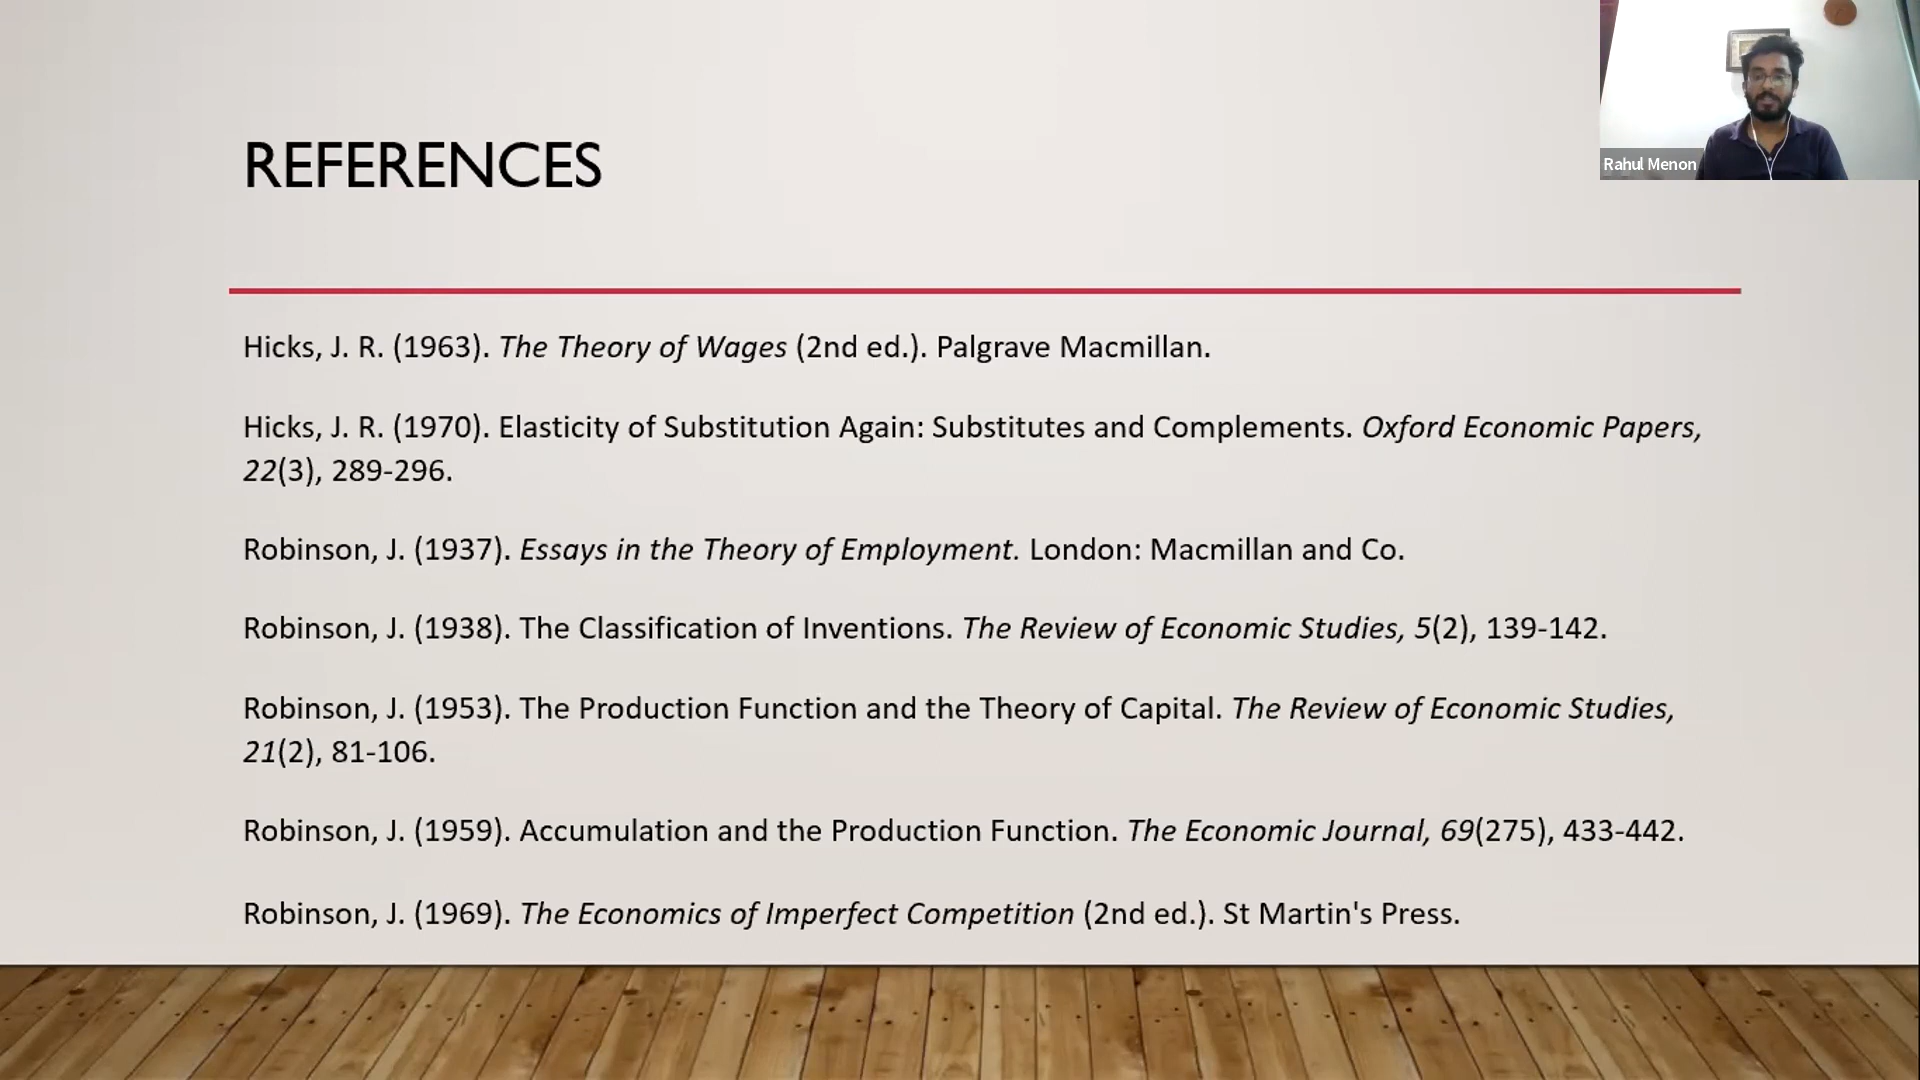 REFERENCES
Rahul Menon
Hicks, J. R. (1963). The Theory of Wages (2nd ed.). Palgrave Macmillan.
Hicks, J. R. (1970). Elasticity of Substitution Again: Substitutes and Complements. Oxford Economic Papers,
22(3), 289-296.
Robinson, J. (1937). Essays in the Theory of Employment. London: Macmillan and Co.
Robinson, J. (1938). The Classification of Inventions. The Review of Economic Studies, 5(2), 139-142.
Robinson, J. (1953). The Production Function and the Theory of Capital. The Review of Economic Studies,
21(2), 81-106.
Robinson, J. (1959). Accumulation and the Production Function. The Economic Journal, 69(275), 433-442.
Robinson, J. (1969). The Economics of Imperfect Competition (2nd ed.). St Martin's Press.